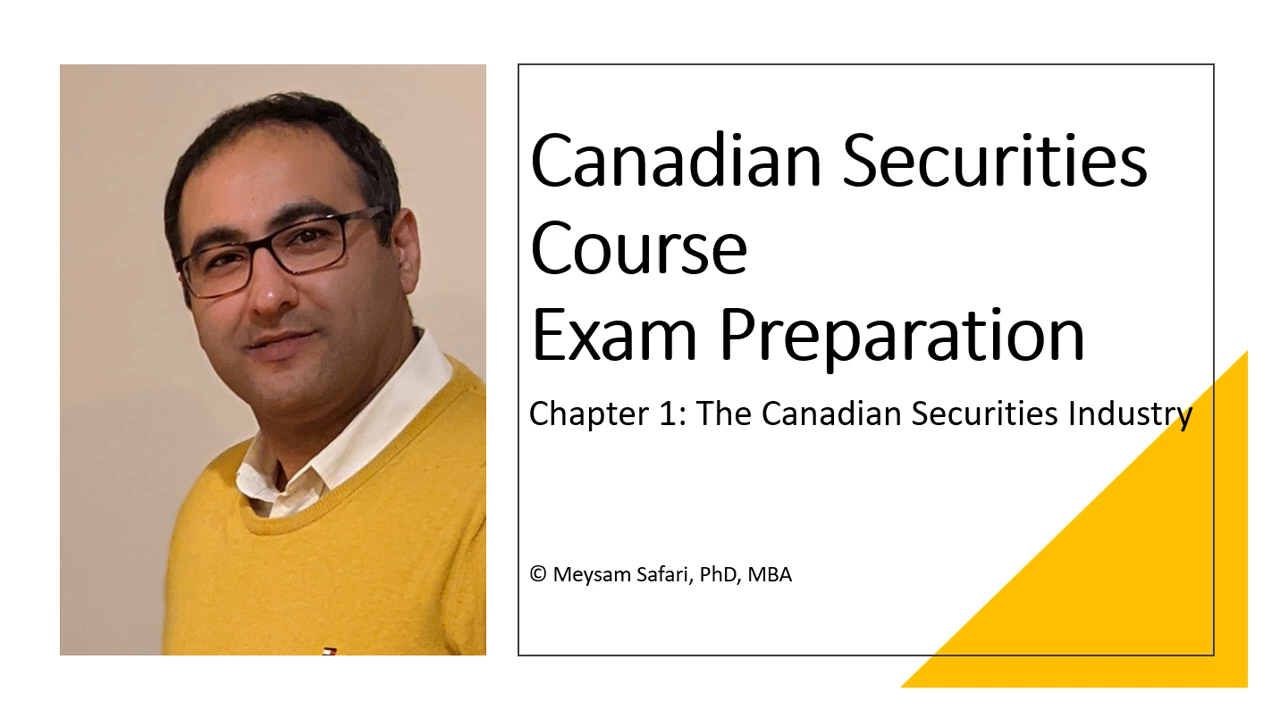 Canadian Securities
Course
Exam Preparation
Chapter 1: The Canadian Securities Industry
© Meysam Safari, PhD, MBA